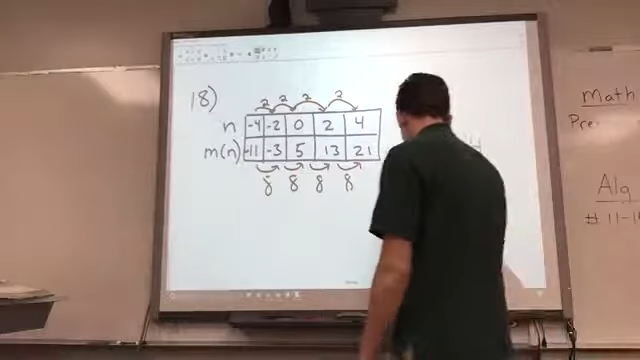 18)
2 2 2 2
n -4 -2 0 2 4
m(n) -11 -3 5 13 21
8 8 8 8
Math
Alg